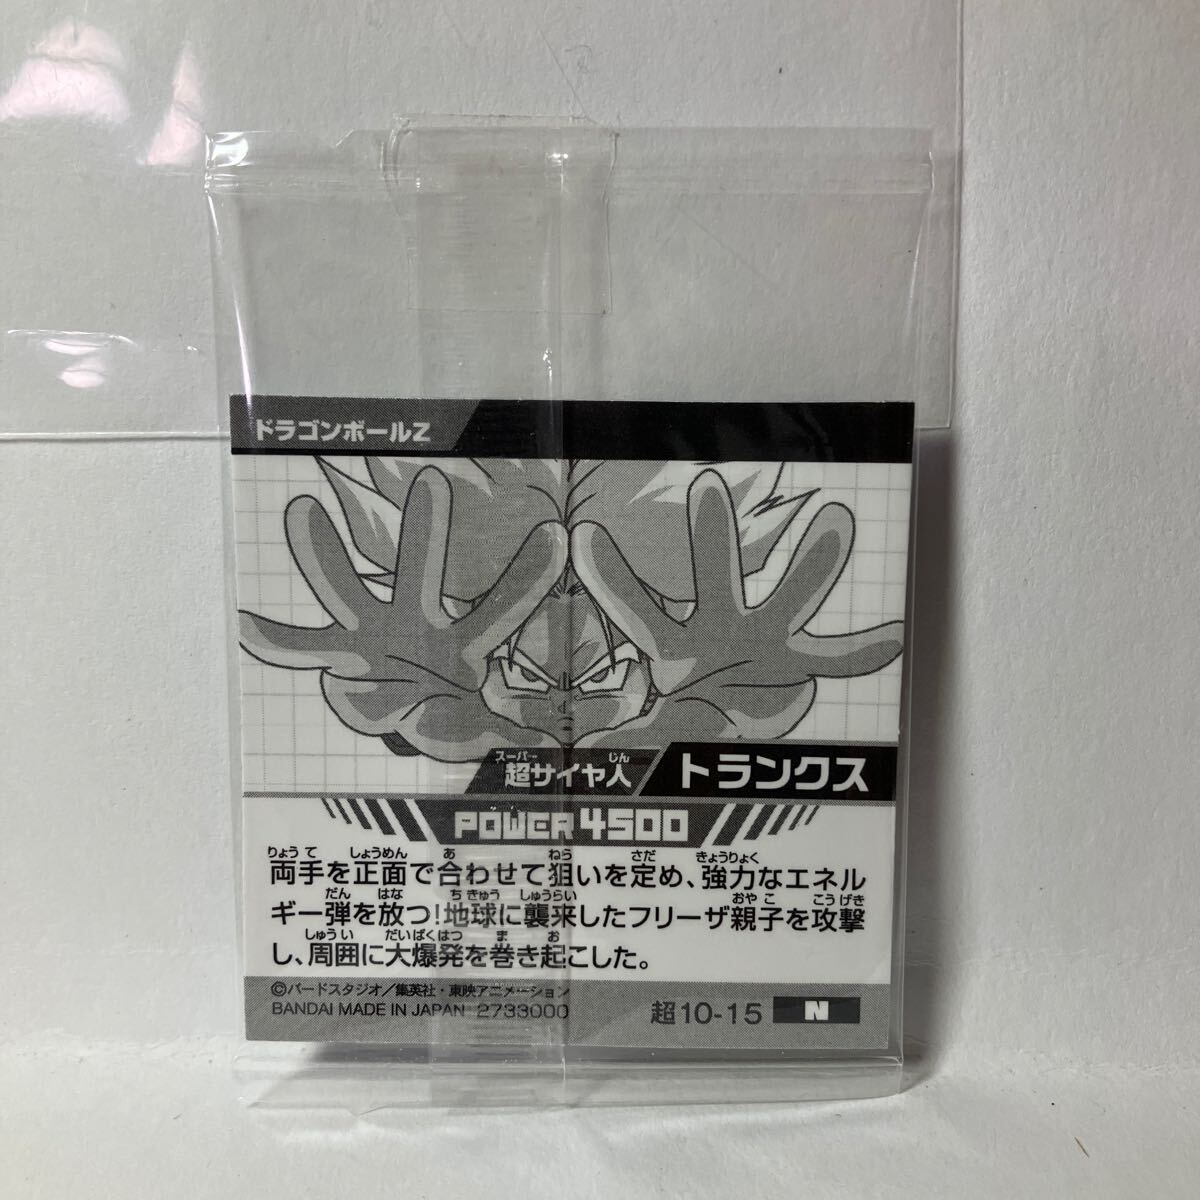 ドラゴンボールZ
スーパー じん
超サイヤ人 トランクス
POWER 4500
りょう て しょうめん あ ねら さだ きょうりょく
両手を正面で合わせて狙いを定め、強力なエネル
だん はな ち きゅう しゅうらい おや こ こう げき
ギー弾を放つ!地球に襲来したフリーザ親子を攻撃
しゅう い だい ばく はつ ま お
し、周囲に大爆発を巻き起こした。
©バードスタジオ/集英社・東映アニメーション
BANDAI MADE IN JAPAN 2733000
超10-15 N